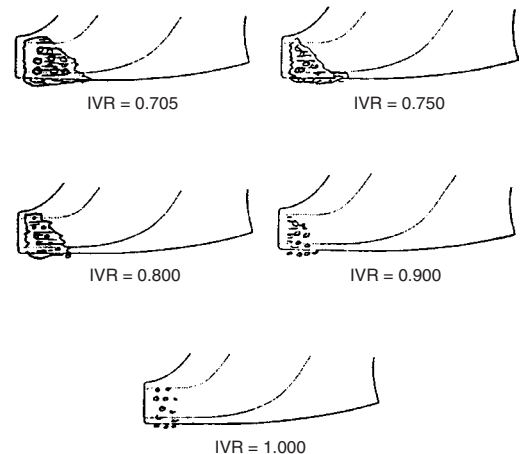 IVR = 0.705
IVR = 0.750
IVR = 0.800
IVR = 0.900
IVR = 1.000